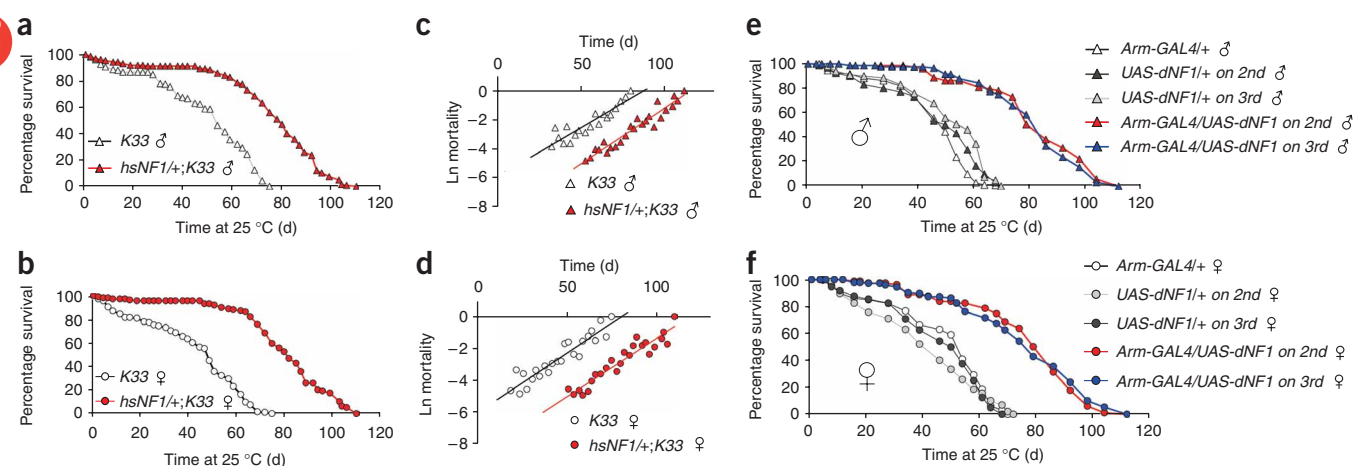 a
Percentage survival
100
80
60
40
20
0
K33 ♂
hsNF1/+;K33 ♂
0 20 40 60 80 100 120
Time at 25 °C (d)
b
Percentage survival
100
80
60
40
20
0
K33 ♀
hsNF1/+;K33 ♀
0 20 40 60 80 100 120
Time at 25 °C (d)
c
Time (d)
0 50 100
Ln mortality
0
−2
−4
−6
−8
K33 ♂
hsNF1/+;K33 ♂
d
Time (d)
0 50 100
Ln mortality
0
−2
−4
−6
−8
K33 ♀
hsNF1/+;K33 ♀
e
Percentage survival
100
80
60
40
20
0
♂
0 20 40 60 80 100 120
Time at 25 °C (d)
Arm-GAL4/+ ♂
UAS-dNF1/+ on 2nd ♂
UAS-dNF1/+ on 3rd ♂
Arm-GAL4/UAS-dNF1 on 2nd ♂
Arm-GAL4/UAS-dNF1 on 3rd ♂
f
Percentage survival
100
80
60
40
20
0
♀
0 20 40 60 80 100 120
Time at 25 °C (d)
Arm-GAL4/+ ♀
UAS-dNF1/+ on 2nd ♀
UAS-dNF1/+ on 3rd ♀
Arm-GAL4/UAS-dNF1 on 2nd ♀
Arm-GAL4/UAS-dNF1 on 3rd ♀